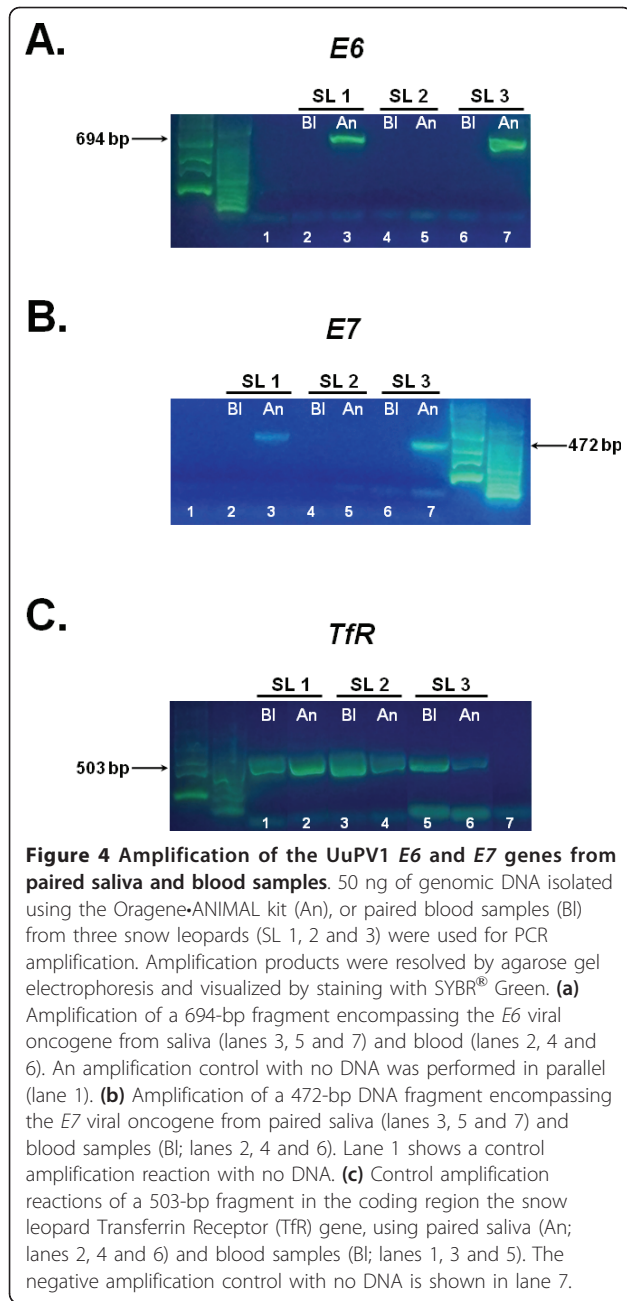 A.
E6
SL 1 SL 2 SL 3
Bl An Bl An Bl An
694 bp
1 2 3 4 5 6 7
B.
E7
SL 1 SL 2 SL 3
Bl An Bl An Bl An
472 bp
1 2 3 4 5 6 7
C.
TfR
SL 1 SL 2 SL 3
Bl An Bl An Bl An
503 bp
1 2 3 4 5 6 7
Figure 4 Amplification of the UuPV1 E6 and E7 genes from
paired saliva and blood samples. 50 ng of genomic DNA isolated
using the Oragene•ANIMAL kit (An), or paired blood samples (Bl)
from three snow leopards (SL 1, 2 and 3) were used for PCR
amplification. Amplification products were resolved by agarose gel
electrophoresis and visualized by staining with SYBR® Green. (a)
Amplification of a 694-bp fragment encompassing the E6 viral
oncogene from saliva (lanes 3, 5 and 7) and blood (lanes 2, 4 and
6). An amplification control with no DNA was performed in parallel
(lane 1). (b) Amplification of a 472-bp DNA fragment encompassing
the E7 viral oncogene from paired saliva (lanes 3, 5 and 7) and
blood samples (Bl; lanes 2, 4 and 6). Lane 1 shows a control
amplification reaction with no DNA. (c) Control amplification
reactions of a 503-bp fragment in the coding region the snow
leopard Transferrin Receptor (TfR) gene, using paired saliva (An;
lanes 2, 4 and 6) and blood samples (Bl; lanes 1, 3 and 5). The
negative amplification control with no DNA is shown in lane 7.